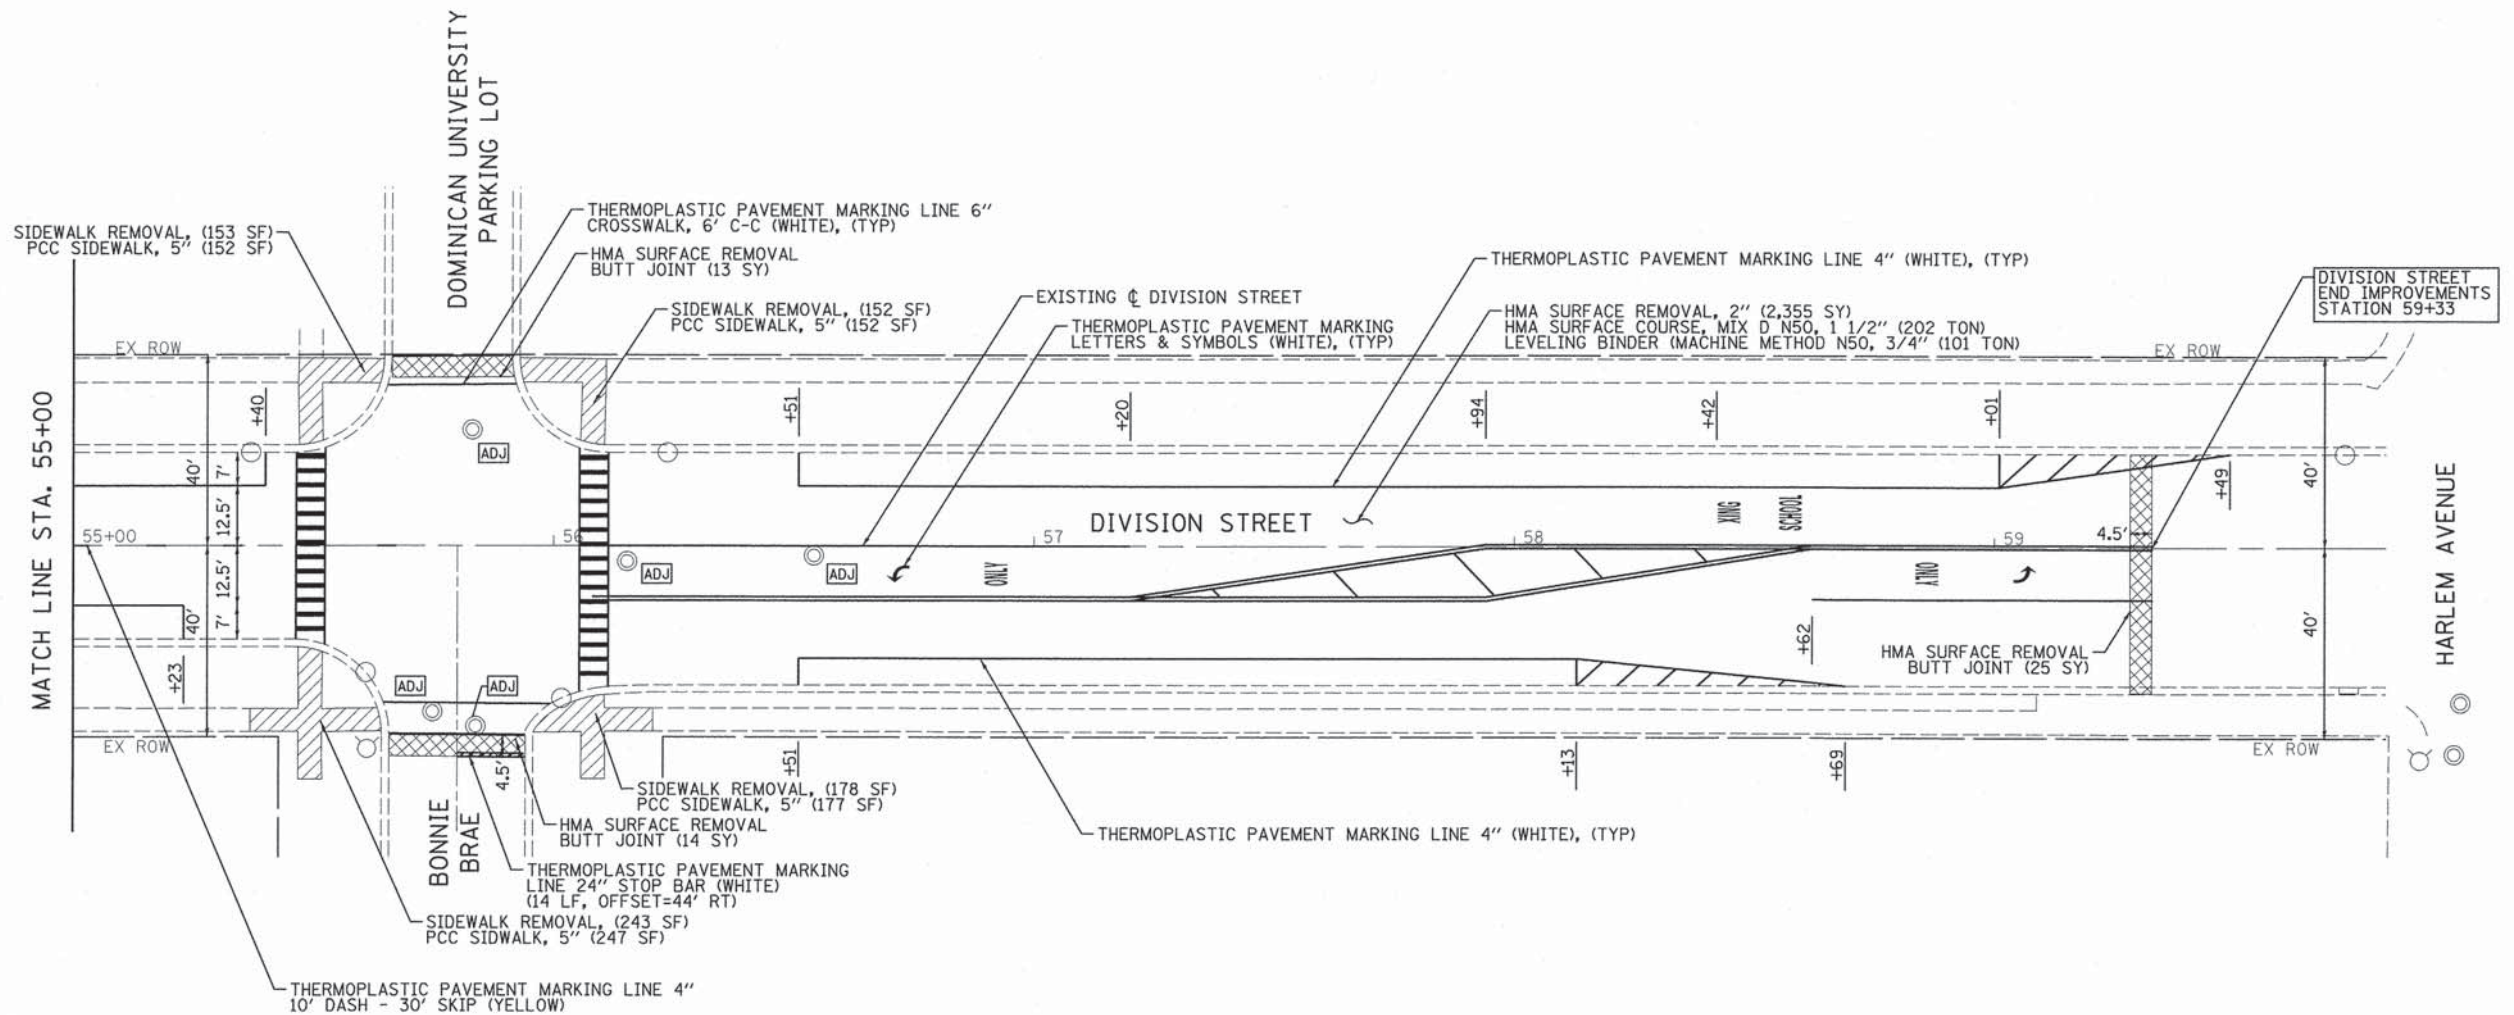 DOMINICAN UNIVERSITY
PARKING LOT
SIDEWALK REMOVAL, (153 SF)
PCC SIDEWALK, 5" (152 SF)
THERMOPLASTIC PAVEMENT MARKING LINE 6"
CROSSWALK, 6' C-C (WHITE), (TYP)
HMA SURFACE REMOVAL
BUTT JOINT (13 SY)
SIDEWALK REMOVAL, (152 SF)
PCC SIDEWALK, 5" (152 SF)
EXISTING ℄ DIVISION STREET
THERMOPLASTIC PAVEMENT MARKING
LETTERS & SYMBOLS (WHITE), (TYP)
THERMOPLASTIC PAVEMENT MARKING LINE 4" (WHITE), (TYP)
HMA SURFACE REMOVAL, 2" (2,355 SY)
HMA SURFACE COURSE, MIX D N50, 1 1/2" (202 TON)
LEVELING BINDER (MACHINE METHOD N50, 3/4" (101 TON)
DIVISION STREET
END IMPROVEMENTS
STATION 59+33
EX ROW
EX ROW
MATCH LINE STA. 55+00
+40
+51
+20
+94
+42
+01
+49
ADJ
40'
7'
12.5'
12.5'
7'
40'
55+00
56
57
58
59
DIVISION STREET
XING
SCHOOL
4.5'
40'
40'
HARLEM AVENUE
ADJ
ADJ
ONLY
ONLY
+23
+62
HMA SURFACE REMOVAL
BUTT JOINT (25 SY)
ADJ
ADJ
EX ROW
EX ROW
4.5'
+51
+13
+69
SIDEWALK REMOVAL, (178 SF)
PCC SIDEWALK, 5" (177 SF)
HMA SURFACE REMOVAL
BUTT JOINT (14 SY)
THERMOPLASTIC PAVEMENT MARKING LINE 4" (WHITE), (TYP)
BONNIE
BRAE
THERMOPLASTIC PAVEMENT MARKING
LINE 24" STOP BAR (WHITE)
(14 LF, OFFSET=44' RT)
SIDEWALK REMOVAL, (243 SF)
PCC SIDWALK, 5" (247 SF)
THERMOPLASTIC PAVEMENT MARKING LINE 4"
10' DASH - 30' SKIP (YELLOW)